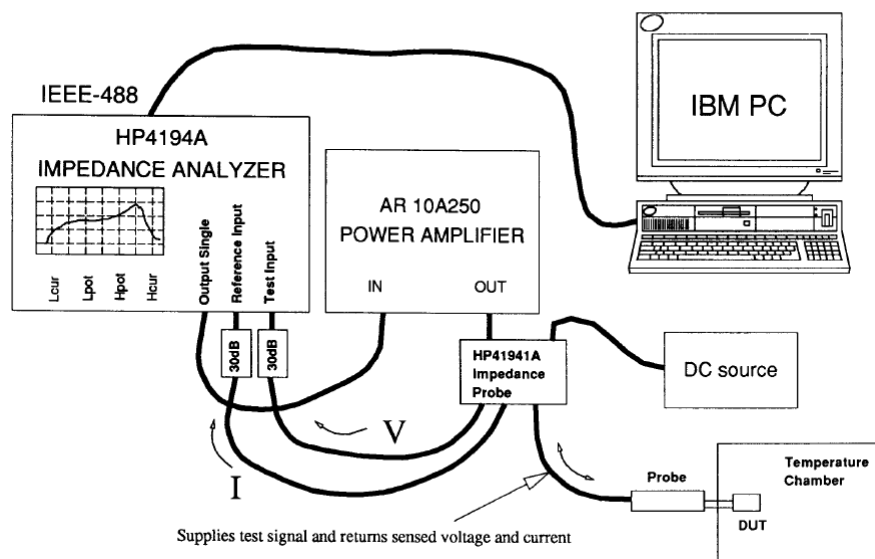 IEEE-488
HP4194A
IMPEDANCE ANALYZER
Lcur
Lpot
Hpot
Hcur
Output Single
Reference Input
Test Input
30dB
30dB
AR 10A250
POWER AMPLIFIER
IN
OUT
IBM PC
HP41941A
Impedance
Probe
DC source
V
I
Probe
Temperature
Chamber
DUT
Supplies test signal and returns sensed voltage and current